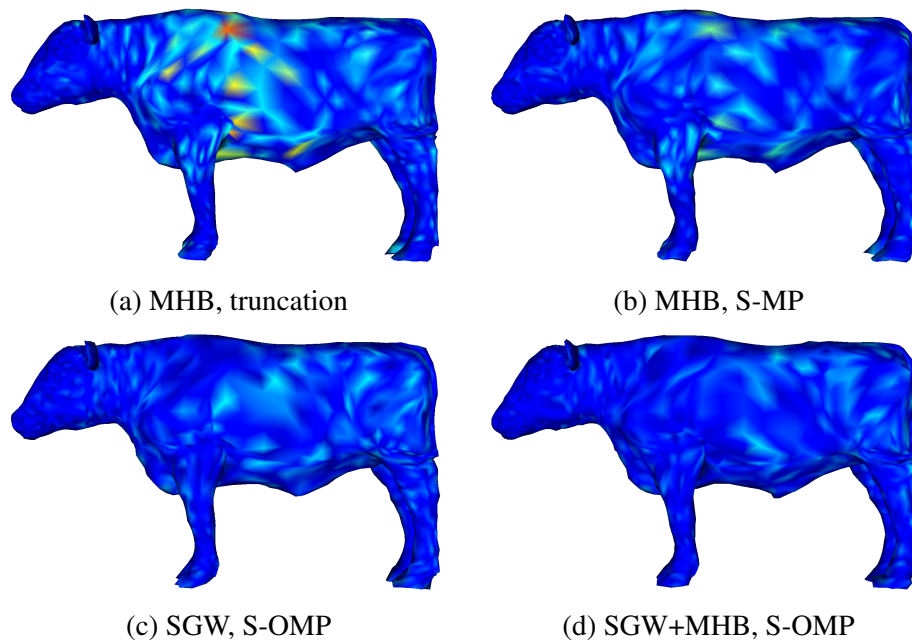 (a) MHB, truncation
(b) MHB, S-MP
(c) SGW, S-OMP
(d) SGW+MHB, S-OMP